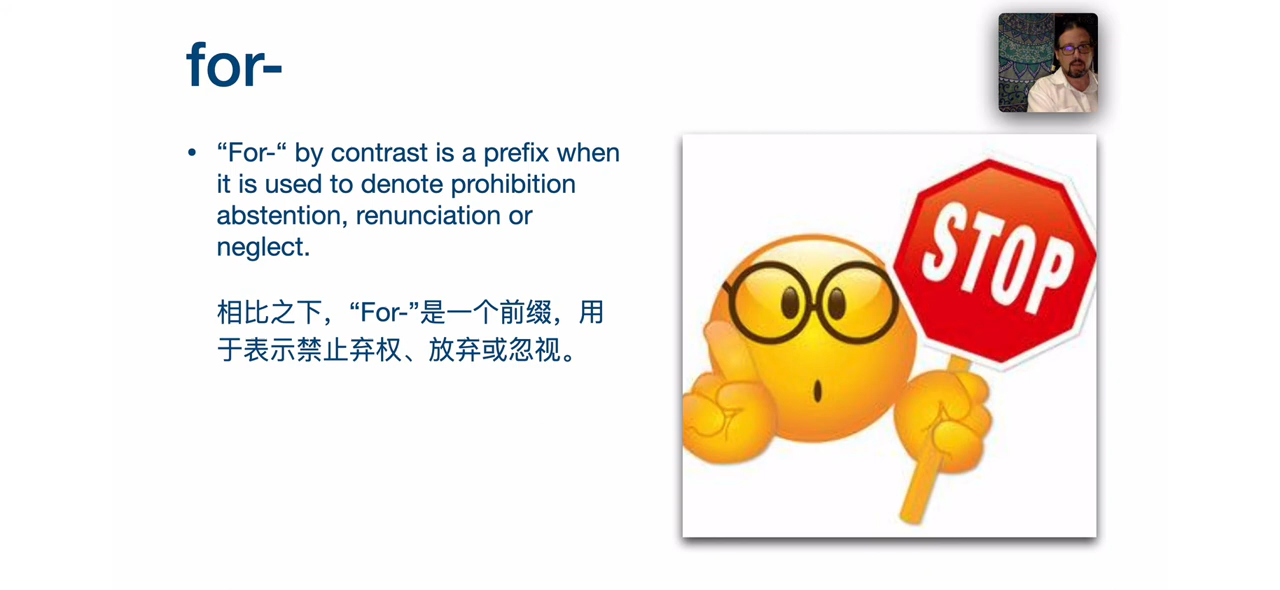 for-
• “For-“ by contrast is a prefix when
it is used to denote prohibition
abstention, renunciation or
neglect.
相比之下，“For-”是一个前缀，用
于表示禁止弃权、放弃或忽视。
STOP